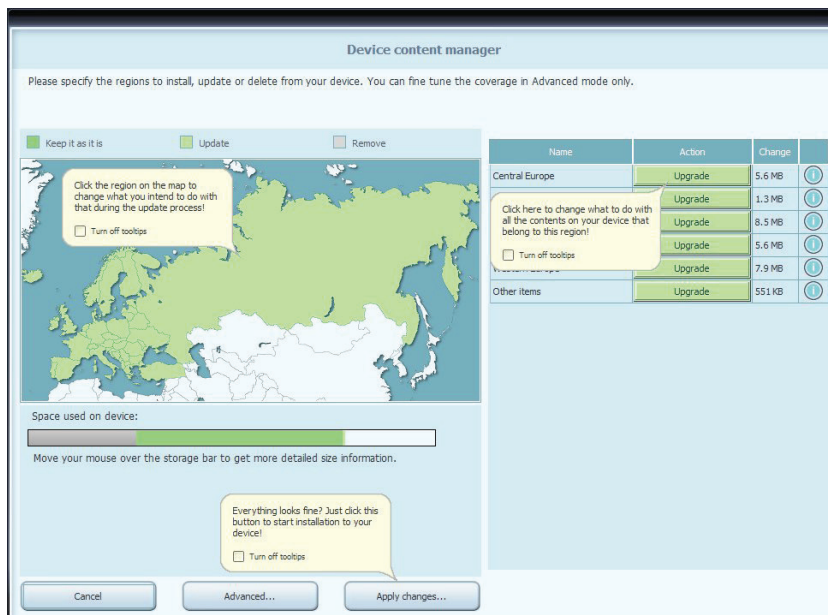 Device content manager
Please specify the regions to install, update or delete from your device. You can fine tune the coverage in Advanced mode only.
Keep it as it is
Update
Remove
Click the region on the map to
change what you intend to do with
that during the update process!
Turn off tooltips
Name Action Change
Central Europe Upgrade 5.6 MB
Upgrade 1.3 MB
Click here to change what to do with
all the contents on your device that
belong to this region!
Turn off tooltips
Upgrade 8.5 MB
Upgrade 5.6 MB
Western Europe Upgrade 7.9 MB
Other items Upgrade 551 KB
Space used on device:
Move your mouse over the storage bar to get more detailed size information.
Everything looks fine? Just click this
button to start installation to your
device!
Turn off tooltips
Cancel
Advanced...
Apply changes...